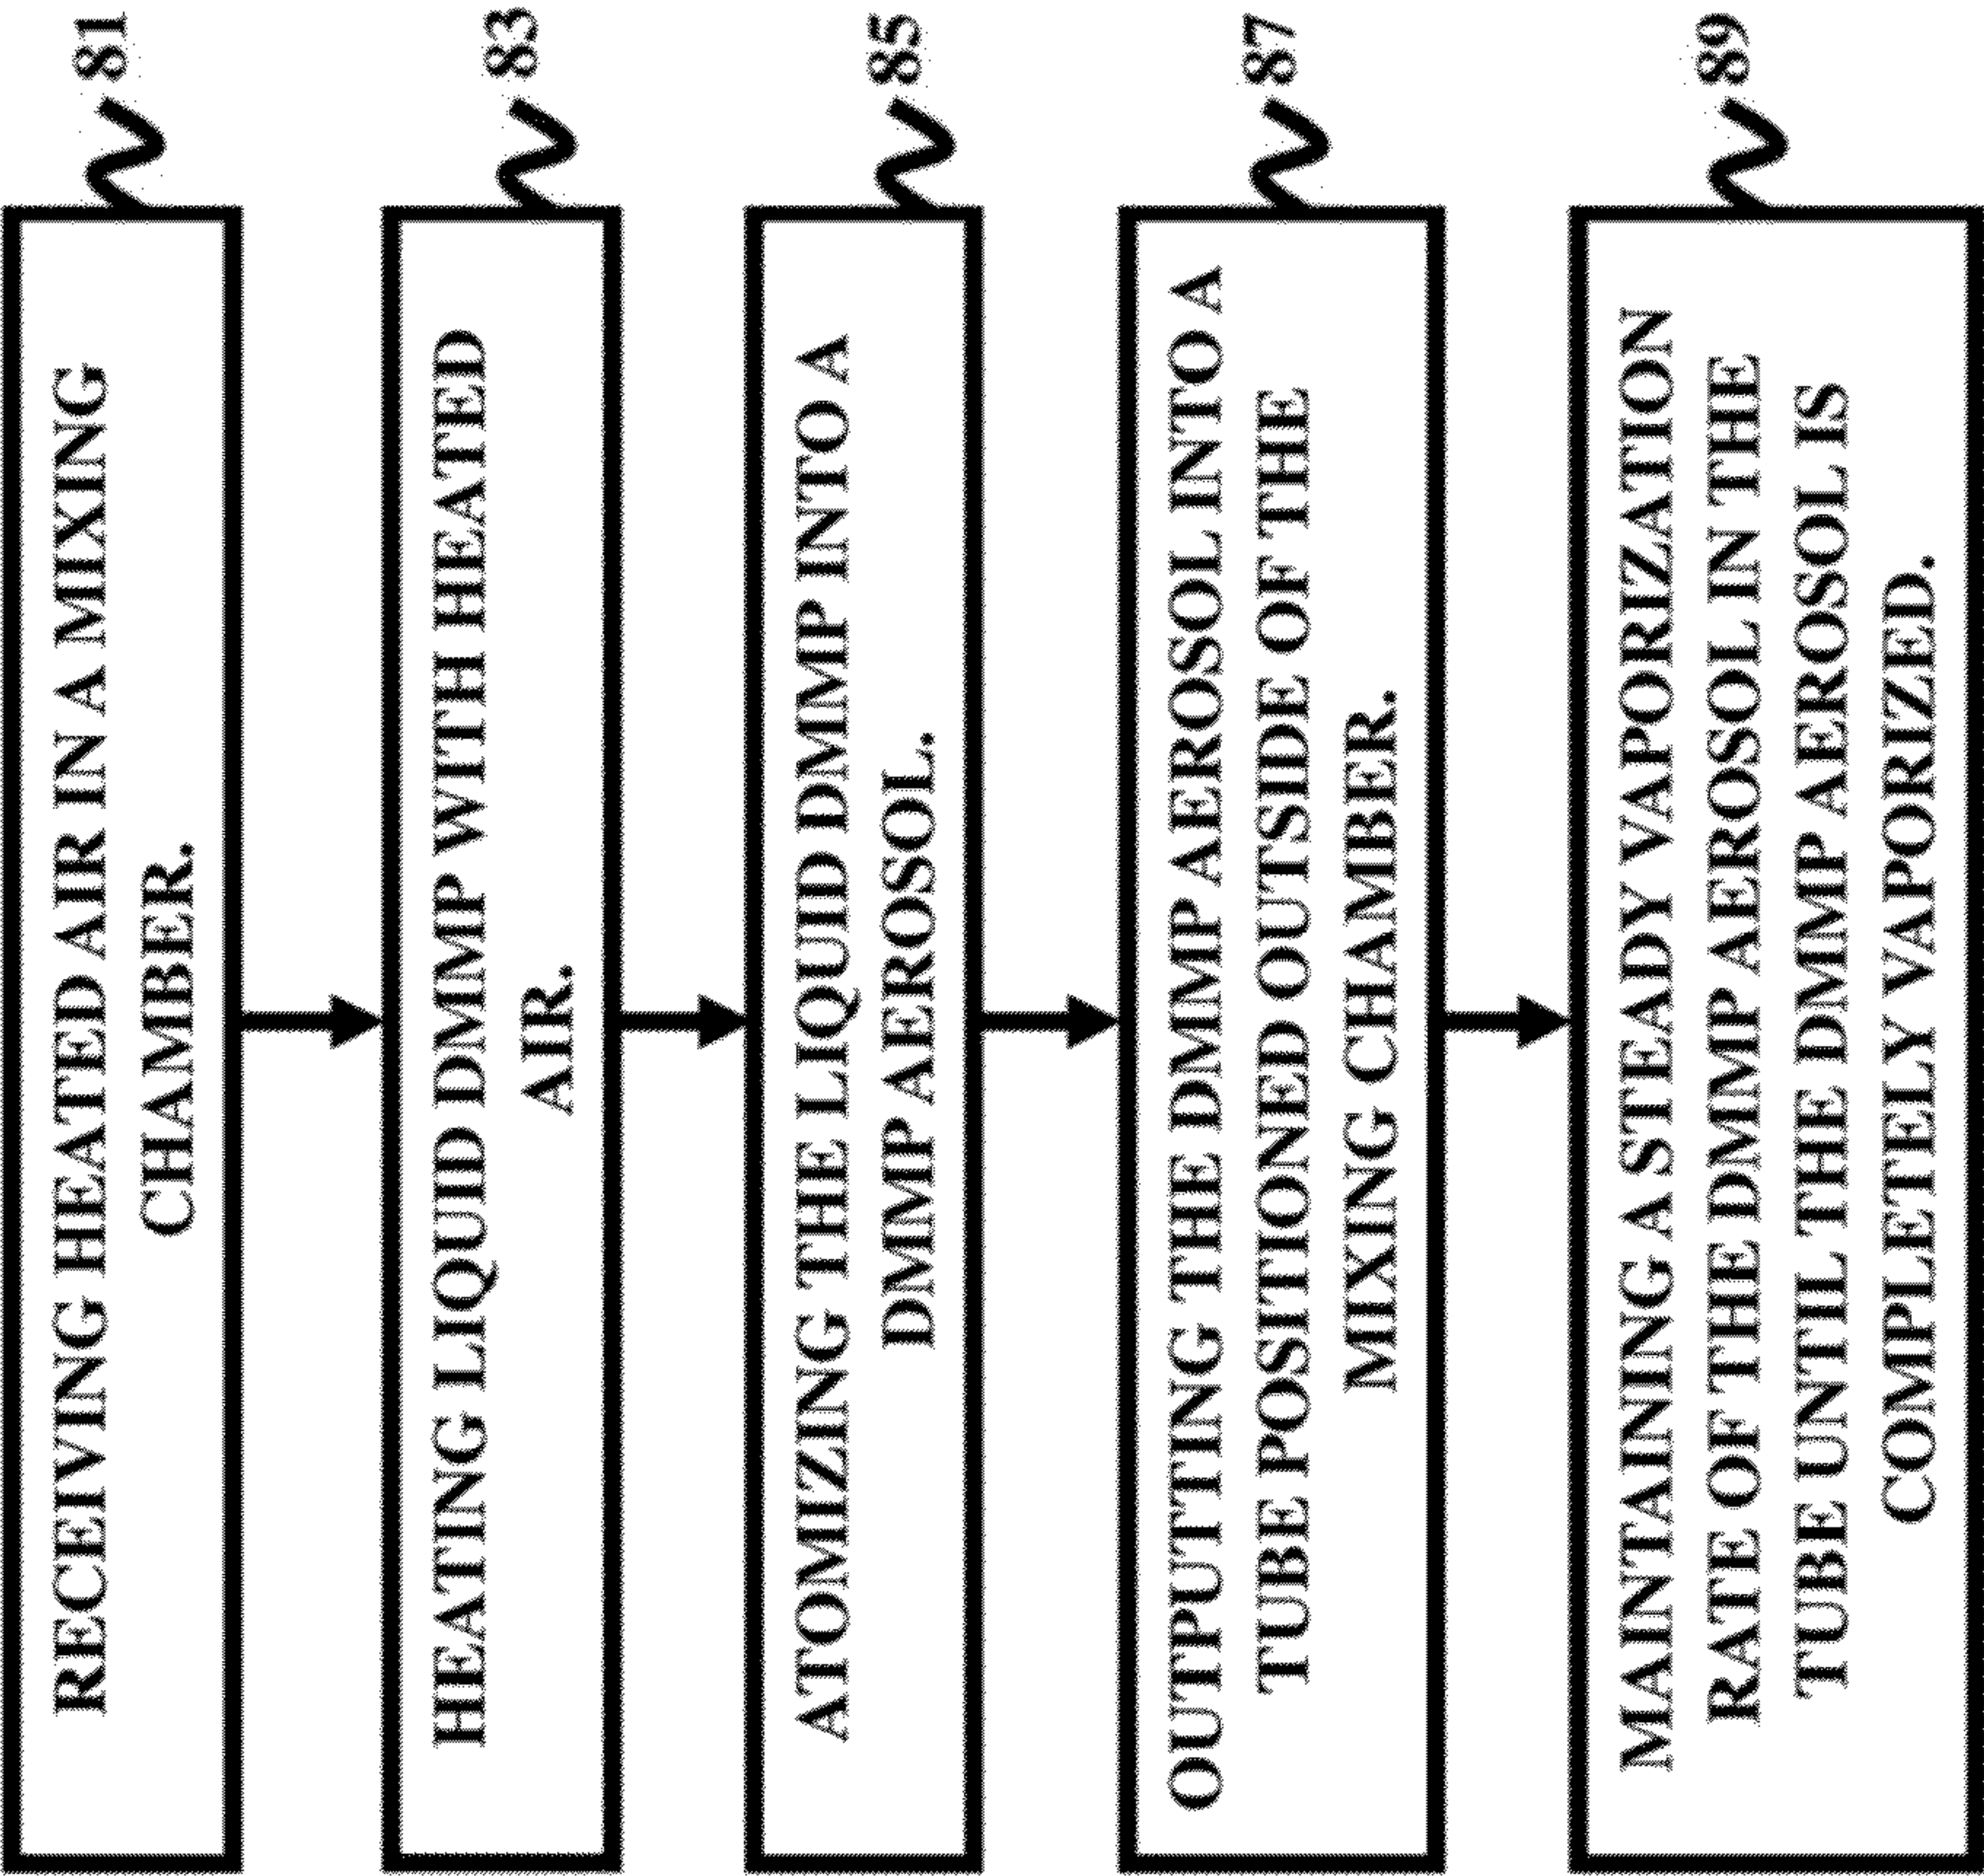 RECEIVING HEATED AIR IN A MIXING
CHAMBER.
81
HEATING LIQUID DMMP WITH HEATED
AIR.
83
ATOMIZING THE LIQUID DMMP INTO A
DMMP AEROSOL.
85
OUTPUTTING THE DMMP AEROSOL INTO A
TUBE POSITIONED OUTSIDE OF THE
MIXING CHAMBER.
87
MAINTAINING A STEADY VAPORIZATION
RATE OF THE DMMP AEROSOL IN THE
TUBE UNTIL THE DMMP AEROSOL IS
COMPLETELY VAPORIZED.
89